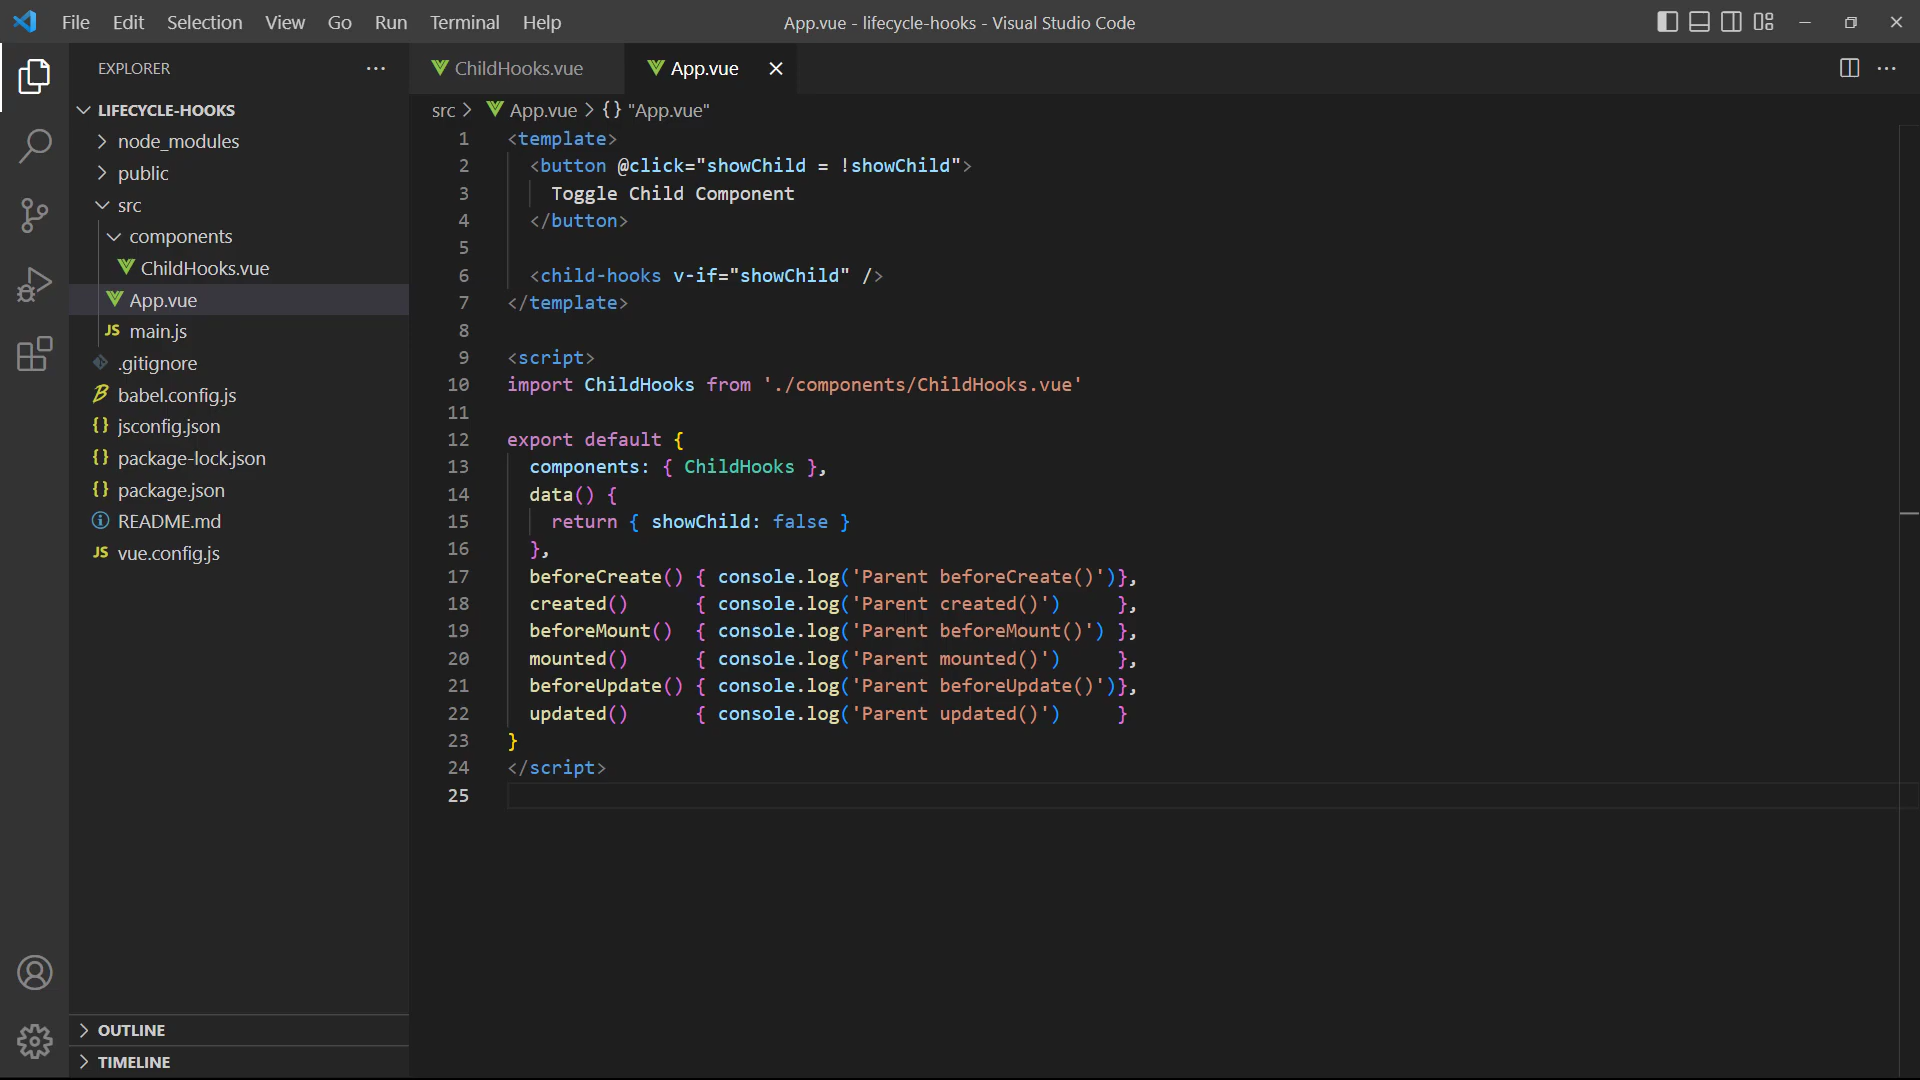 File Edit Selection View Go Run Terminal Help
App.vue - lifecycle-hooks - Visual Studio Code
EXPLORER
LIFECYCLE-HOOKS
node_modules
public
src
components
ChildHooks.vue
App.vue
JS main.js
.gitignore
babel.config.js
{} jsconfig.json
{} package-lock.json
{} package.json
README.md
JS vue.config.js
OUTLINE
TIMELINE
ChildHooks.vue
App.vue
src > App.vue > {} "App.vue"
1 <template>
2 <button @click="showChild = !showChild">
3 Toggle Child Component
4 </button>
5
6 <child-hooks v-if="showChild" />
7 </template>
8
9 <script>
10 import ChildHooks from './components/ChildHooks.vue'
11
12 export default {
13 components: { ChildHooks },
14 data() {
15 return { showChild: false }
16 },
17 beforeCreate() { console.log('Parent beforeCreate()')},
18 created() { console.log('Parent created()') },
19 beforeMount() { console.log('Parent beforeMount()') },
20 mounted() { console.log('Parent mounted()') },
21 beforeUpdate() { console.log('Parent beforeUpdate()')},
22 updated() { console.log('Parent updated()') }
23 }
24 </script>
25